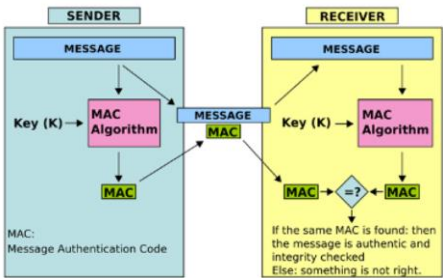 SENDER
MESSAGE
Key (K)
MAC
Algorithm
MAC
MAC:
Message Authentication Code
MESSAGE
MAC
RECEIVER
MESSAGE
Key (K)
MAC
Algorithm
MAC
=?
MAC
If the same MAC is found: then
the message is authentic and
integrity checked
Else: something is not right.